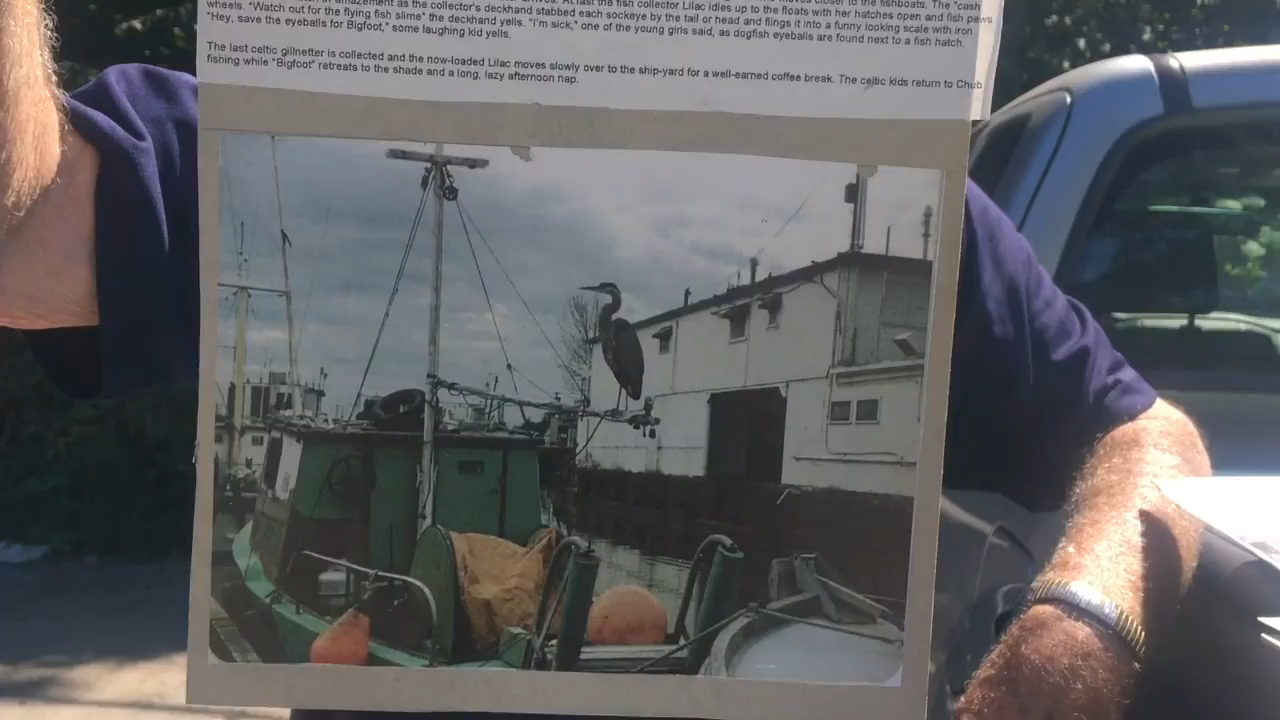 amazement as the collector's deckhand stabbed each sockeye by the tail or head and flings it into a funny looking scale with iron
wheels. "Watch out for the flying fish slime" the deckhand yells. "I'm sick," one of the young girls said, as dogfish eyeballs are found next to a fish hatch.
"Hey, save the eyeballs for Bigfoot," some laughing kid yells.
The last celtic gillnetter is collected and the now-loaded Lilac moves slowly over to the ship-yard for a well-earned coffee break. The celtic kids return to Chub
fishing while "Bigfoot" retreats to the shade and a long, lazy afternoon nap.